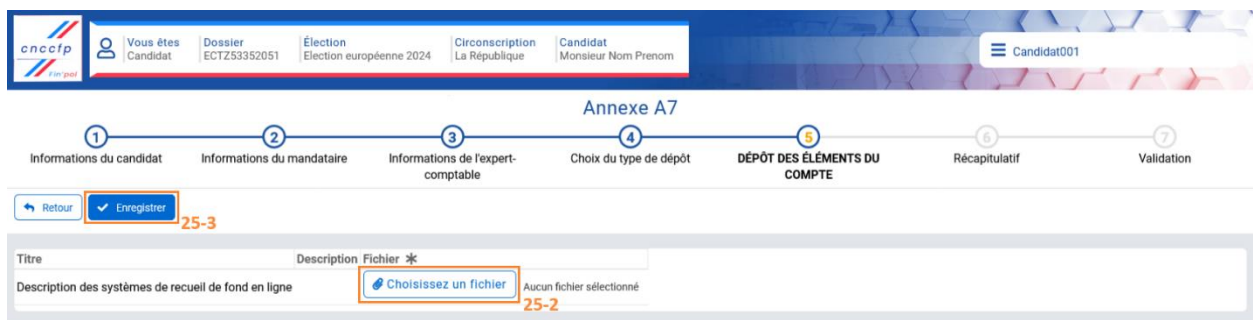 cnccfp
Fin'pol
Vous êtes
Candidat
Dossier
ECTZ53352051
Élection
Election européenne 2024
Circonscription
La République
Candidat
Monsieur Nom Prenom
Candidat001
Annexe A7
1
2
3
4
5
6
7
Informations du candidat
Informations du mandataire
Informations de l'expert-
comptable
Choix du type de dépôt
DÉPÔT DES ÉLÉMENTS DU
COMPTE
Récapitulatif
Validation
Retour
Enregistrer
25-3
Titre Description Fichier
Description des systèmes de recueil de fond en ligne Choisissez un fichier Aucun fichier sélectionné
25-2